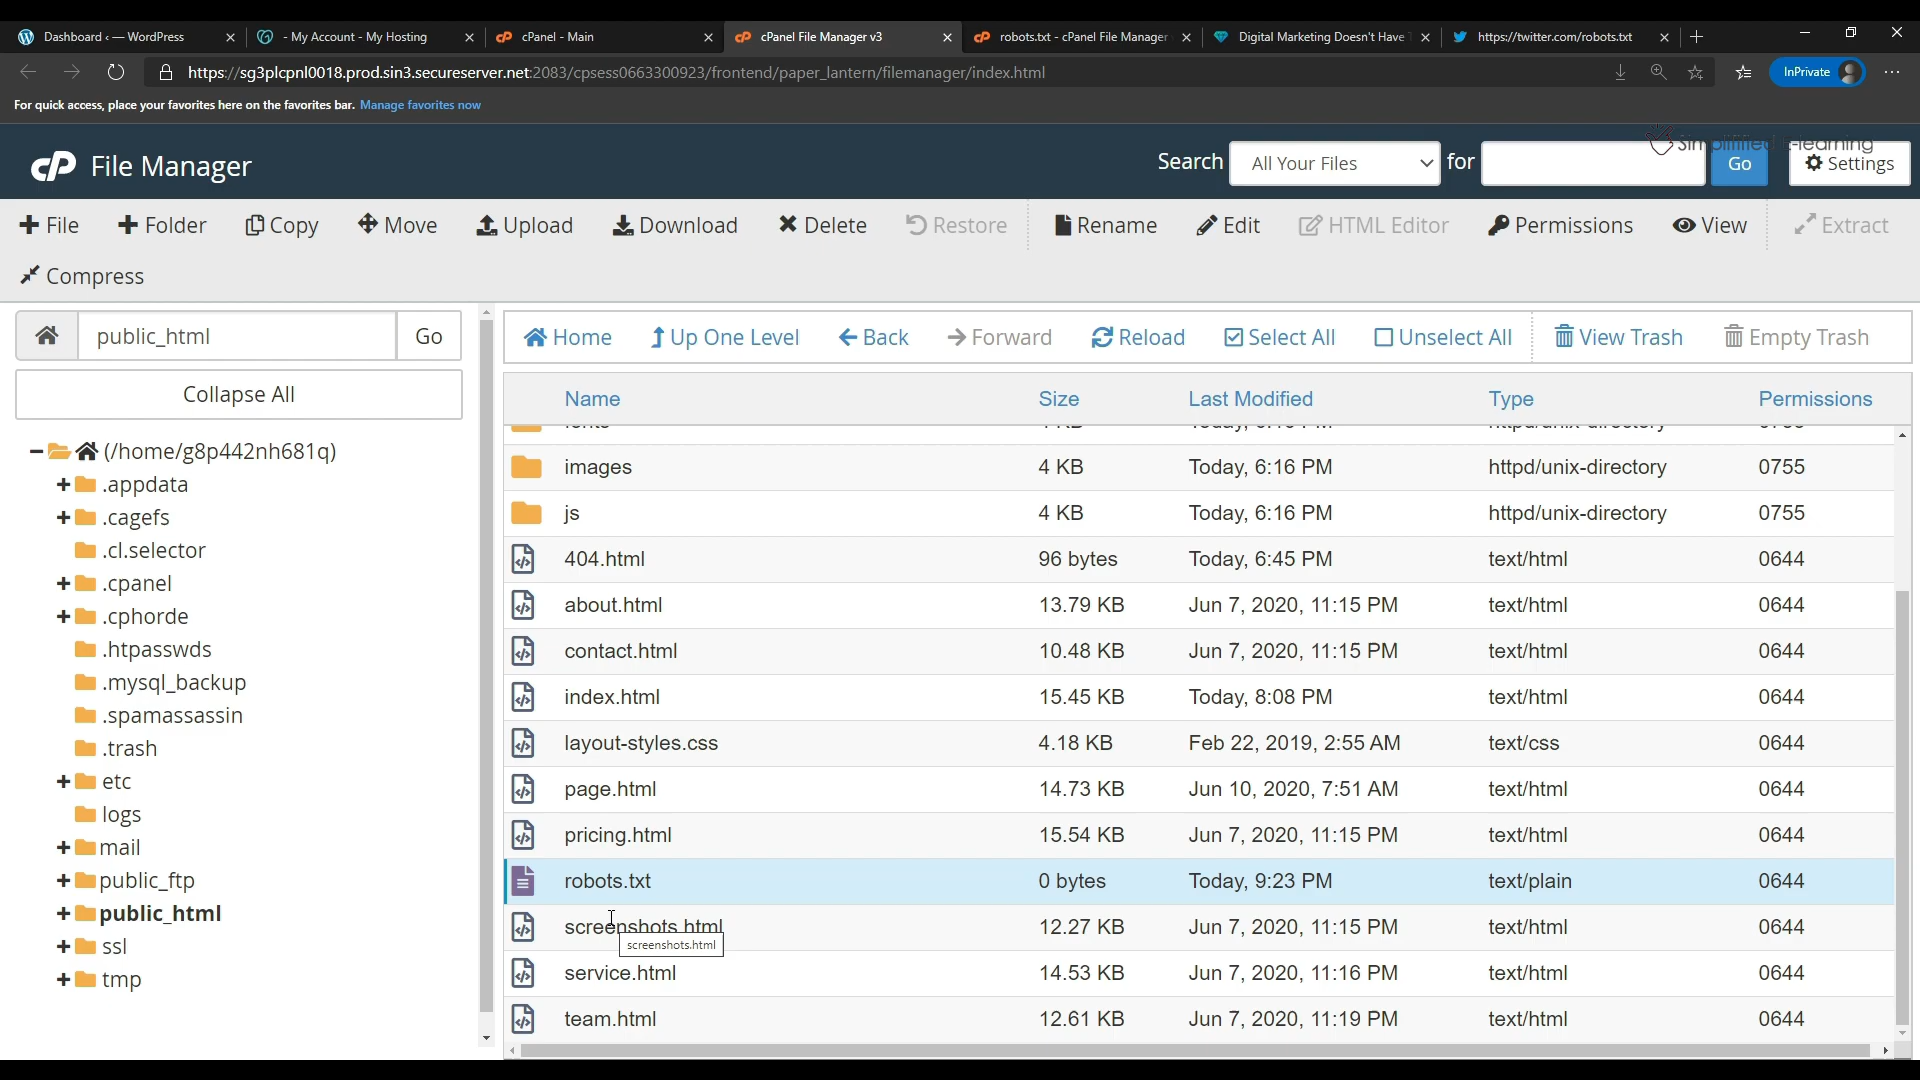 Dashboard ‹ — WordPress
- My Account - My Hosting
cPanel - Main
cPanel File Manager v3
robots.txt - cPanel File Manager
Digital Marketing Doesn't Have
https://twitter.com/robots.txt
https://sg3plcpnl0018.prod.sin3.secureserver.net:2083/cpsess0663300923/frontend/paper_lantern/filemanager/index.html
InPrivate
For quick access, place your favorites here on the favorites bar. Manage favorites now
cP File Manager
Search All Your Files for Go Settings
File Folder Copy Move Upload Download Delete Restore Rename Edit HTML Editor Permissions View Extract
Compress
public_html Go
Home Up One Level Back Forward Reload Select All Unselect All View Trash Empty Trash
Collapse All
(/home/g8p442nh681q)
.appdata
.cagefs
.cl.selector
.cpanel
.cphorde
.htpasswds
.mysql_backup
.spamassassin
.trash
etc
logs
mail
public_ftp
public_html
ssl
tmp
Name Size Last Modified Type Permissions
images 4 KB Today, 6:16 PM httpd/unix-directory 0755
js 4 KB Today, 6:16 PM httpd/unix-directory 0755
404.html 96 bytes Today, 6:45 PM text/html 0644
about.html 13.79 KB Jun 7, 2020, 11:15 PM text/html 0644
contact.html 10.48 KB Jun 7, 2020, 11:15 PM text/html 0644
index.html 15.45 KB Today, 8:08 PM text/html 0644
layout-styles.css 4.18 KB Feb 22, 2019, 2:55 AM text/css 0644
page.html 14.73 KB Jun 10, 2020, 7:51 AM text/html 0644
pricing.html 15.54 KB Jun 7, 2020, 11:15 PM text/html 0644
robots.txt 0 bytes Today, 9:23 PM text/plain 0644
screenshots.html 12.27 KB Jun 7, 2020, 11:15 PM text/html 0644
screenshots.html
service.html 14.53 KB Jun 7, 2020, 11:16 PM text/html 0644
team.html 12.61 KB Jun 7, 2020, 11:19 PM text/html 0644